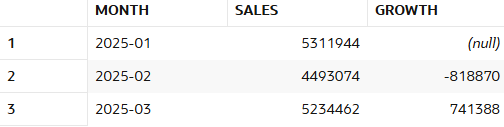 MONTH SALES GROWTH
1 2025-01 5311944 (null)
2 2025-02 4493074 -818870
3 2025-03 5234462 741388